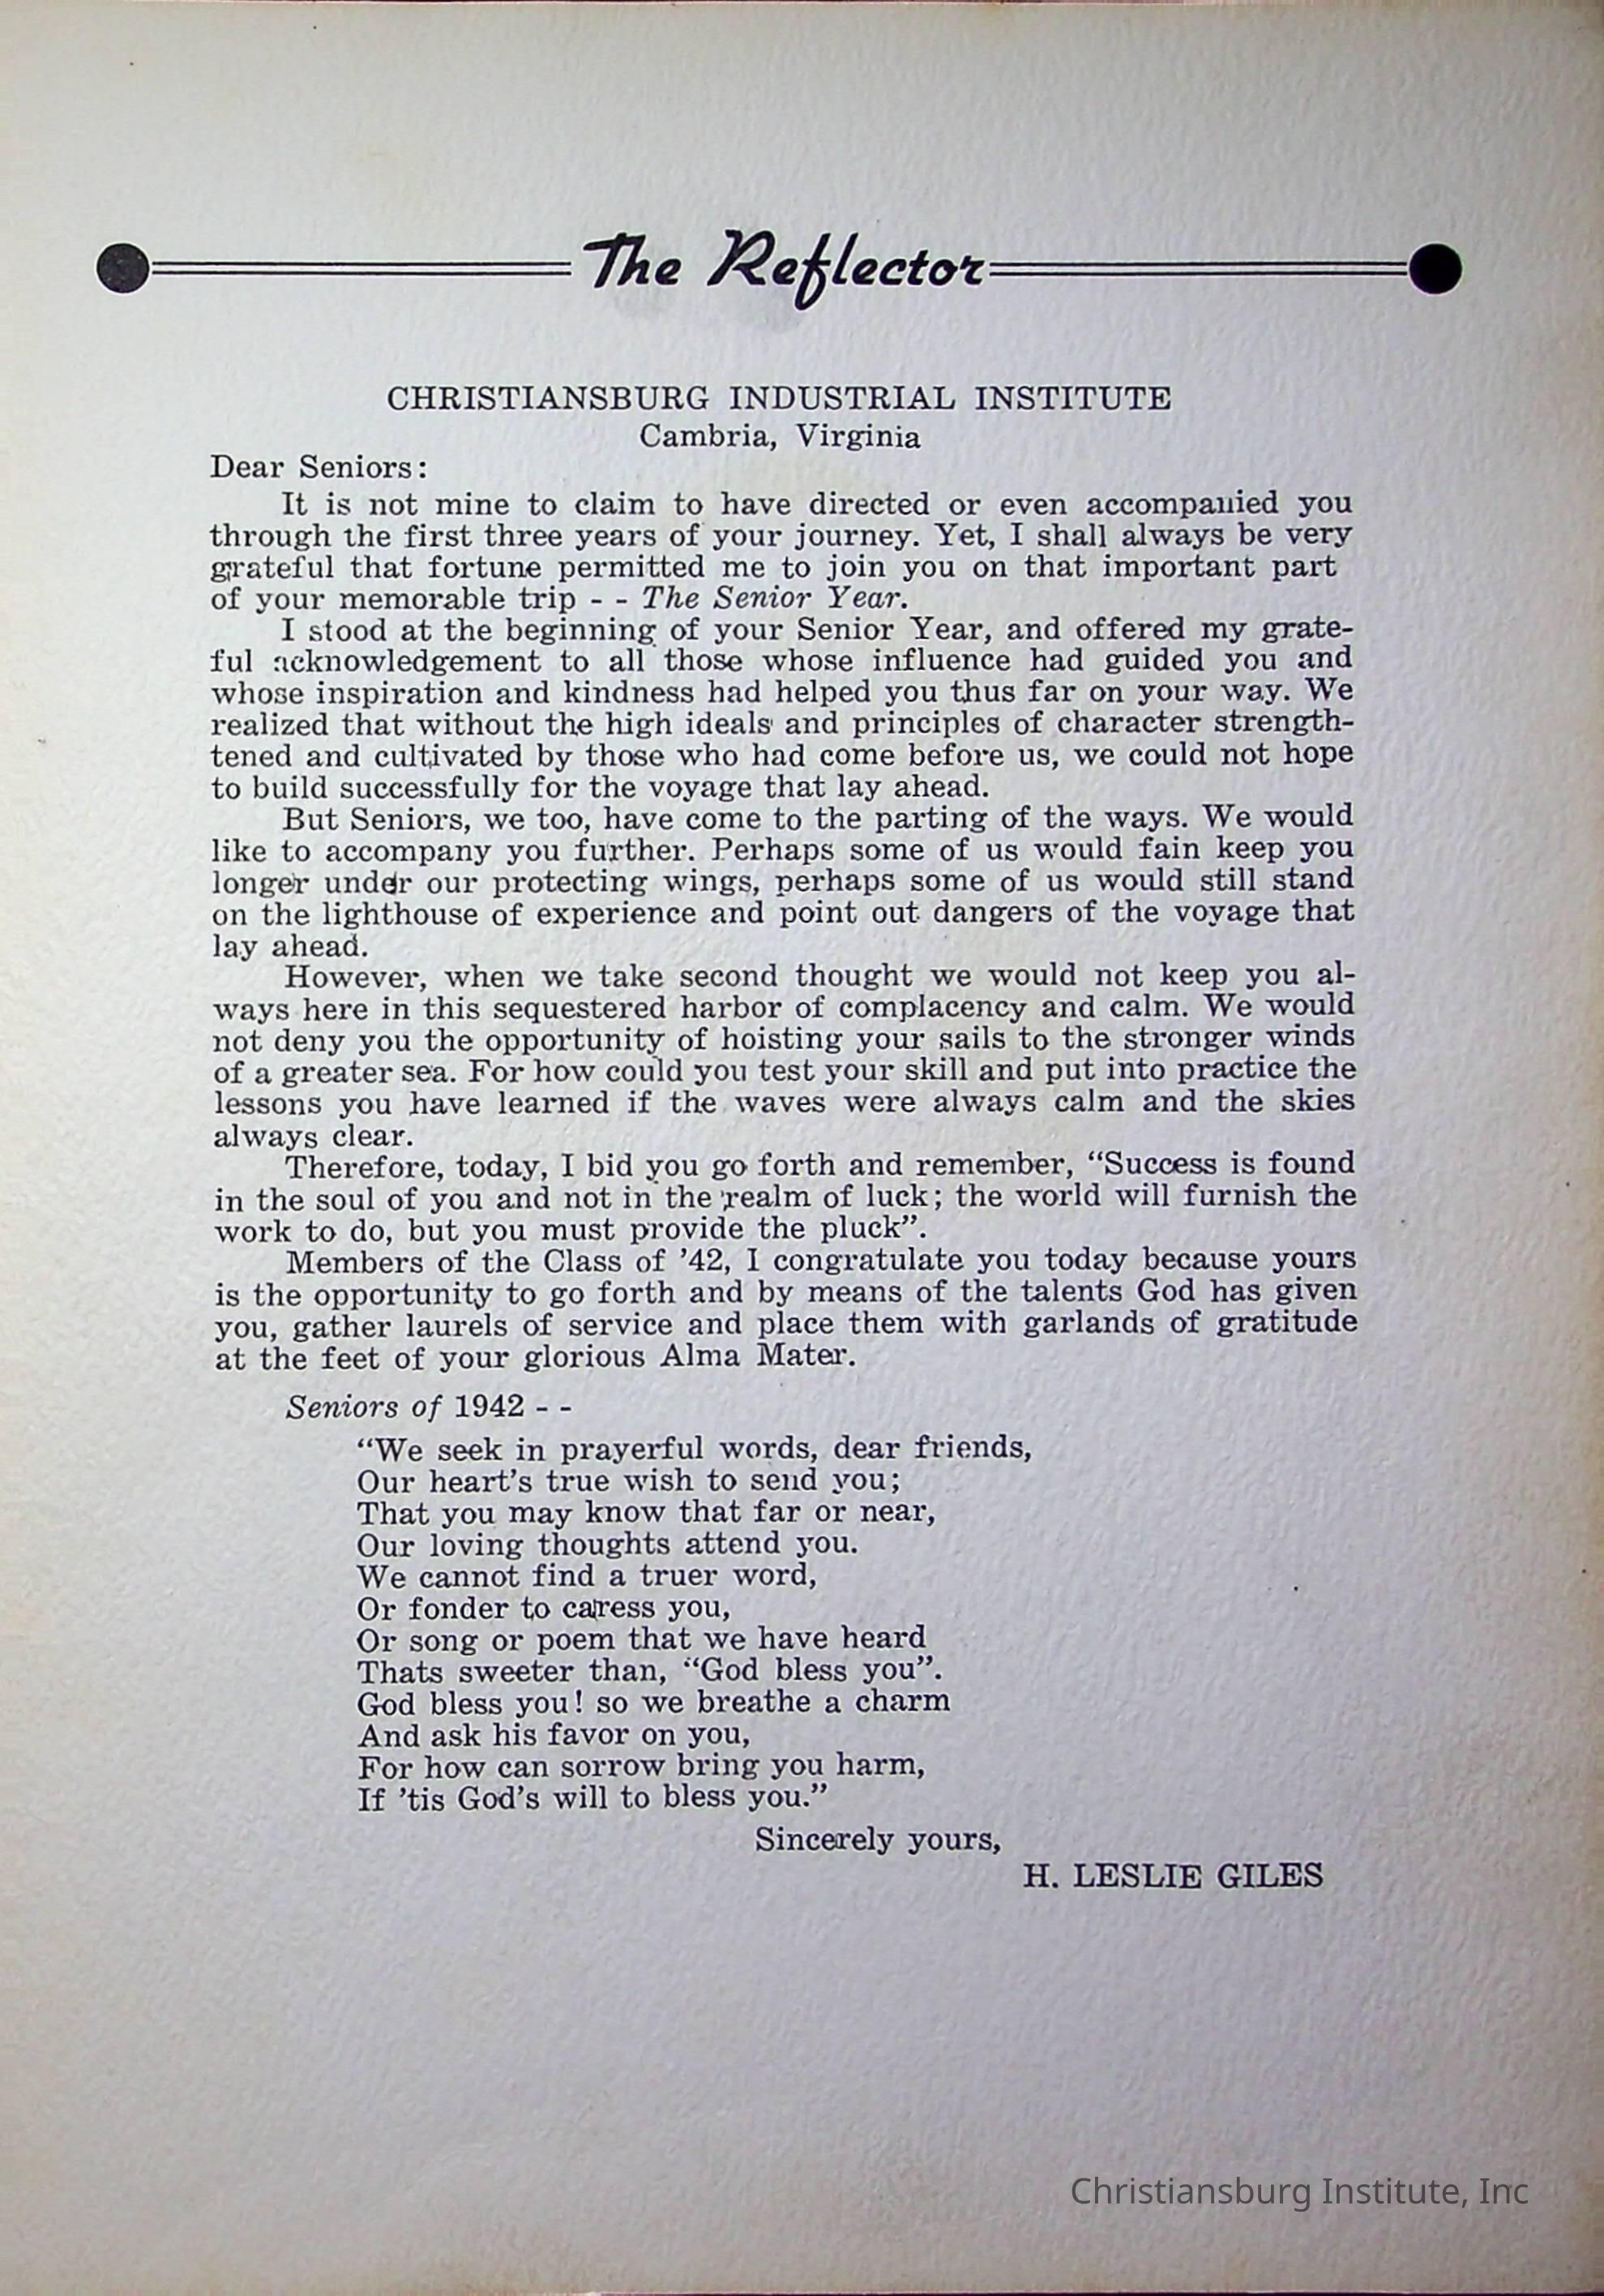 The Reflector
CHRISTIANSBURG INDUSTRIAL INSTITUTE
Cambria, Virginia
Dear Seniors:
It is not mine to claim to have directed or even accompanied you
through the first three years of your journey. Yet, I shall always be very
grateful that fortune permitted me to join you on that important part
of your memorable trip - - The Senior Year.
I stood at the beginning of your Senior Year, and offered my grate-
ful acknowledgement to all those whose influence had guided you and
whose inspiration and kindness had helped you thus far on your way. We
realized that without the high ideals and principles of character strength-
tened and cultivated by those who had come before us, we could not hope
to build successfully for the voyage that lay ahead.
But Seniors, we too, have come to the parting of the ways. We would
like to accompany you further. Perhaps some of us would fain keep you
longer under our protecting wings, perhaps some of us would still stand
on the lighthouse of experience and point out dangers of the voyage that
lay ahead.
However, when we take second thought we would not keep you al-
ways here in this sequestered harbor of complacency and calm. We would
not deny you the opportunity of hoisting your sails to the stronger winds
of a greater sea. For how could you test your skill and put into practice the
lessons you have learned if the waves were always calm and the skies
always clear.
Therefore, today, I bid you go forth and remember, “Success is found
in the soul of you and not in the realm of luck; the world will furnish the
work to do, but you must provide the pluck”.
Members of the Class of ’42, I congratulate you today because yours
is the opportunity to go forth and by means of the talents God has given
you, gather laurels of service and place them with garlands of gratitude
at the feet of your glorious Alma Mater.
Seniors of 1942 - -
“We seek in prayerful words, dear friends,
Our heart’s true wish to send you;
That you may know that far or near,
Our loving thoughts attend you.
We cannot find a truer word,
Or fonder to caress you,
Or song or poem that we have heard
Thats sweeter than, “God bless you”.
God bless you! so we breathe a charm
And ask his favor on you,
For how can sorrow bring you harm,
If ’tis God’s will to bless you.”
Sincerely yours,
H. LESLIE GILES
Christiansburg Institute, Inc